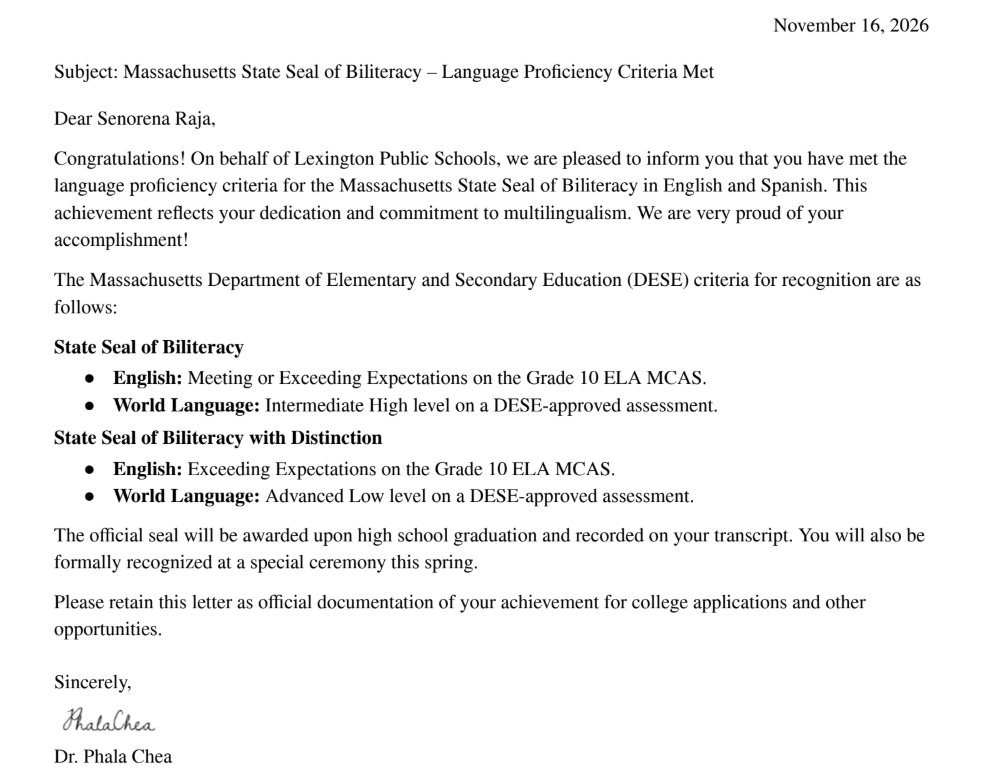 November 16, 2026
Subject: Massachusetts State Seal of Biliteracy – Language Proficiency Criteria Met
Dear Senorena Raja,
Congratulations! On behalf of Lexington Public Schools, we are pleased to inform you that you have met the
language proficiency criteria for the Massachusetts State Seal of Biliteracy in English and Spanish. This
achievement reflects your dedication and commitment to multilingualism. We are very proud of your
accomplishment!
The Massachusetts Department of Elementary and Secondary Education (DESE) criteria for recognition are as
follows:
State Seal of Biliteracy
● English: Meeting or Exceeding Expectations on the Grade 10 ELA MCAS.
● World Language: Intermediate High level on a DESE-approved assessment.
State Seal of Biliteracy with Distinction
● English: Exceeding Expectations on the Grade 10 ELA MCAS.
● World Language: Advanced Low level on a DESE-approved assessment.
The official seal will be awarded upon high school graduation and recorded on your transcript. You will also be
formally recognized at a special ceremony this spring.
Please retain this letter as official documentation of your achievement for college applications and other
opportunities.
Sincerely,
Phala Chea
Dr. Phala Chea